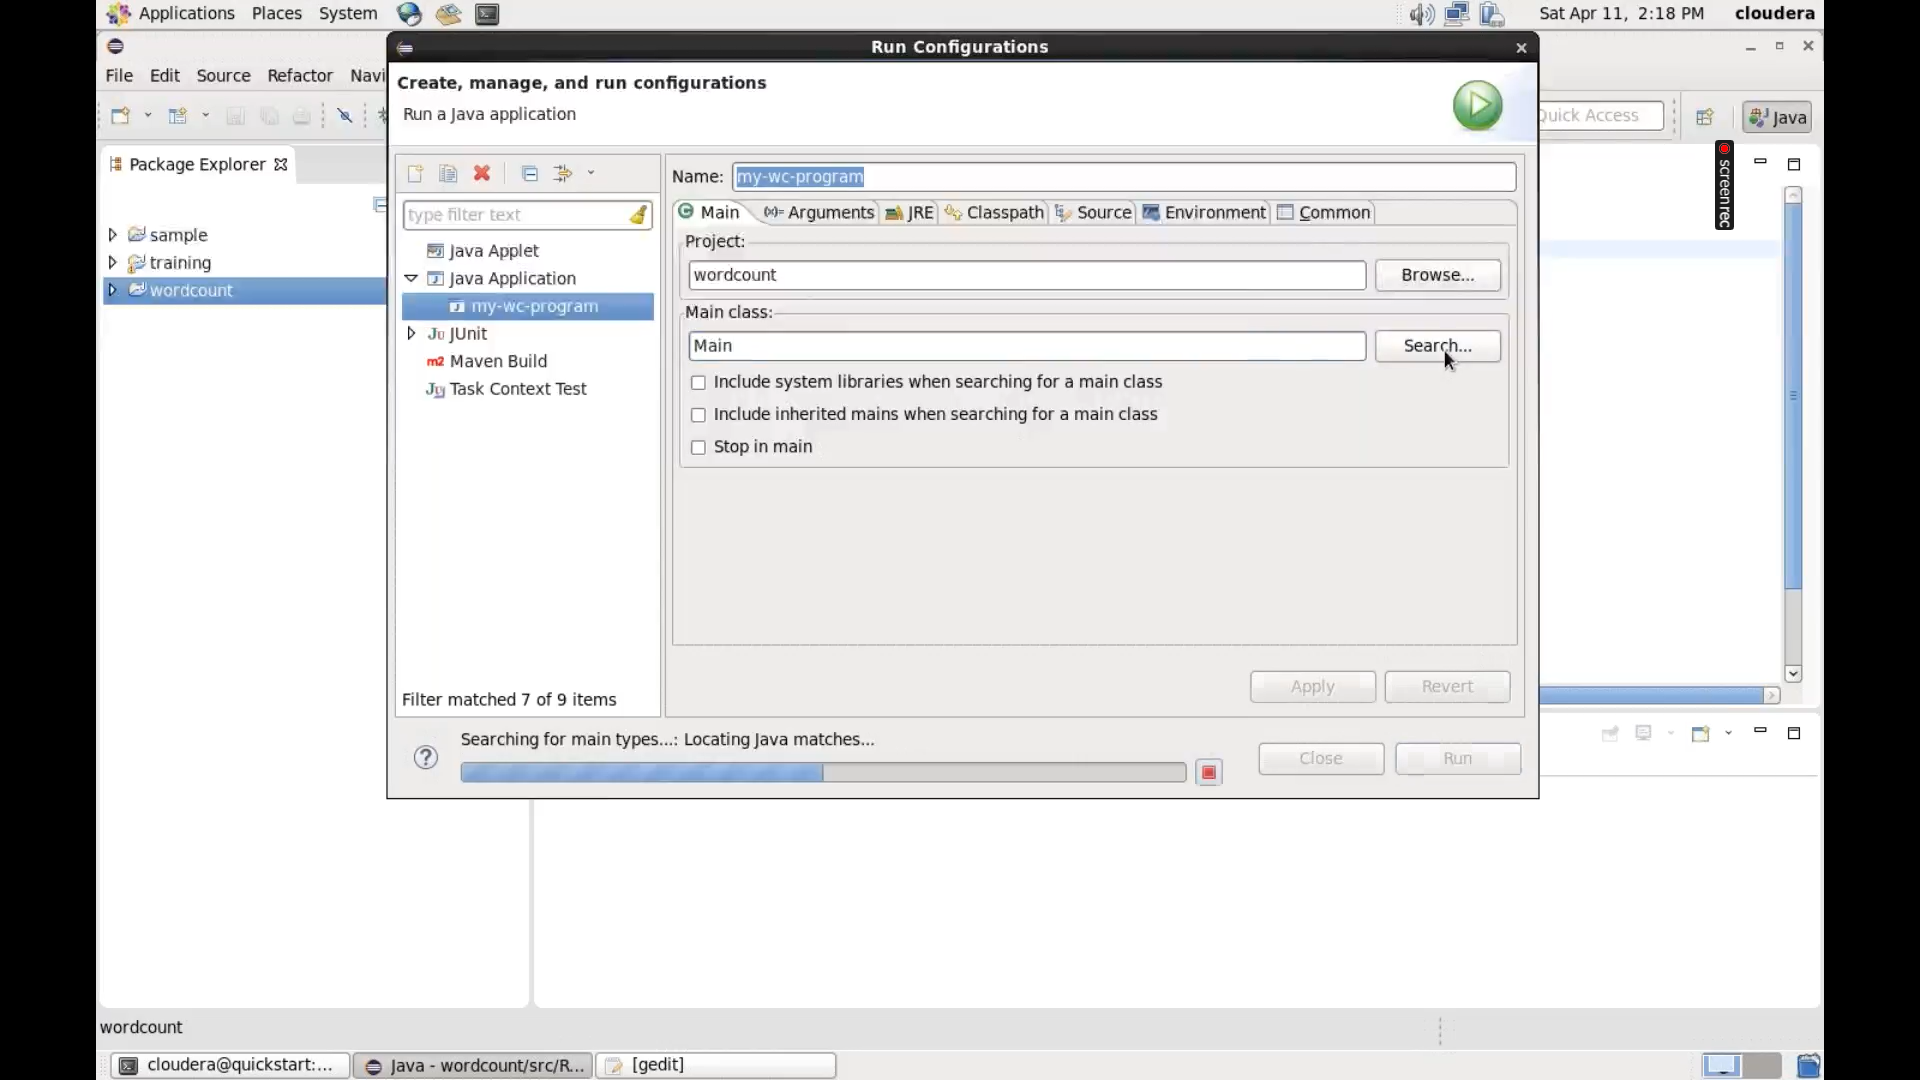 Applications Places System
Sat Apr 11, 2:18 PM cloudera
Run Configurations
File Edit Source Refactor Navi
Create, manage, and run configurations
Run a Java application
Quick Access
Java
Package Explorer
screenrec
Name: my-wc-program
type filter text
Main
(x)= Arguments
JRE
Classpath
Source
Environment
Common
sample
training
wordcount
Java Applet
Java Application
my-wc-program
Ju JUnit
m2 Maven Build
Ju Task Context Test
Project:
wordcount
Browse...
Main class:
Main
Search...
Include system libraries when searching for a main class
Include inherited mains when searching for a main class
Stop in main
Apply
Revert
Filter matched 7 of 9 items
Searching for main types...: Locating Java matches...
Close
Run
wordcount
cloudera@quickstart:...
Java - wordcount/src/R...
[gedit]